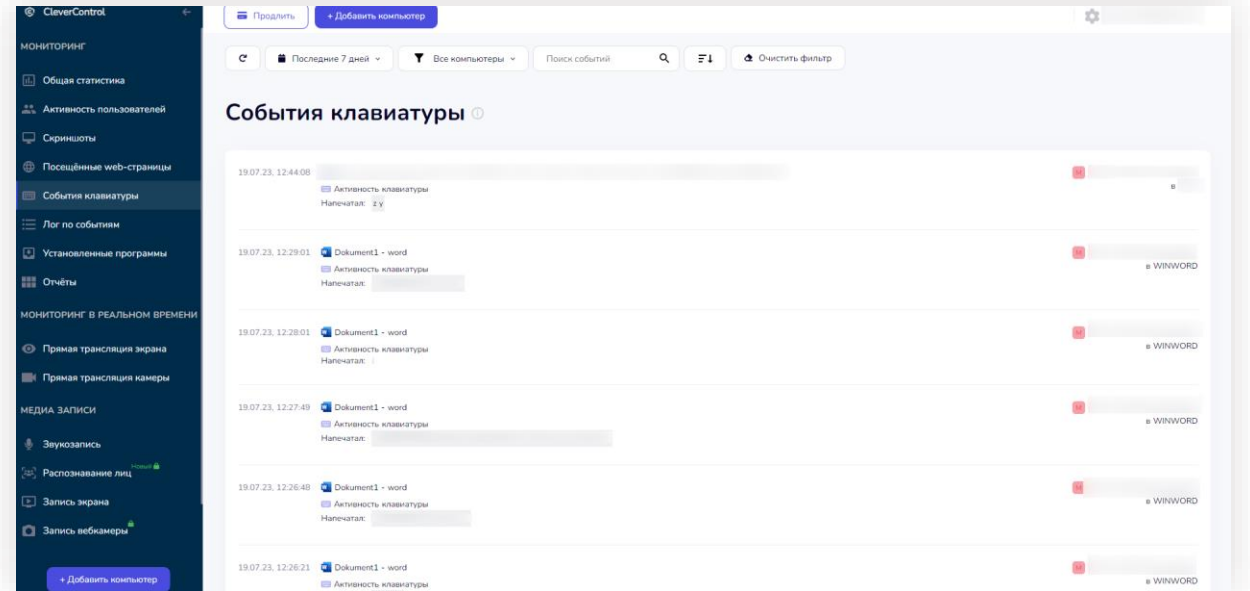 CleverControl
Продлить
+ Добавить компьютер
МОНИТОРИНГ
Общая статистика
Активность пользователей
Скриншоты
Посещённые web-страницы
События клавиатуры
Лог по событиям
Установленные программы
Отчёты
МОНИТОРИНГ В РЕАЛЬНОМ ВРЕМЕНИ
Прямая трансляция экрана
Прямая трансляция камеры
МЕДИА ЗАПИСИ
Звукозапись
Распознавание лиц Новый
Запись экрана
Запись вебкамеры
+ Добавить компьютер
Последние 7 дней
Все компьютеры
Поиск событий
Очистить фильтр
События клавиатуры
19.07.23, 12:44:08
M
Активность клавиатуры
в
Напечатал: z y
19.07.23, 12:29:01 Dokument1 - word
M
Активность клавиатуры
в WINWORD
Напечатал:
19.07.23, 12:28:01 Dokument1 - word
M
Активность клавиатуры
в WINWORD
Напечатал:
19.07.23, 12:27:49 Dokument1 - word
M
Активность клавиатуры
в WINWORD
Напечатал:
19.07.23, 12:26:48 Dokument1 - word
M
Активность клавиатуры
в WINWORD
Напечатал:
19.07.23, 12:26:21 Dokument1 - word
M
Активность клавиатуры
в WINWORD